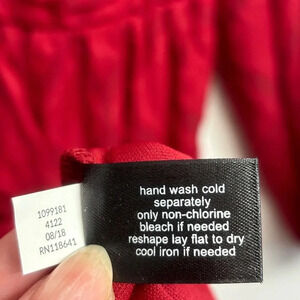 1099181
4122
08/18
RN118641
hand wash cold
separately
only non-chlorine
bleach if needed
reshape lay flat to dry
cool iron if needed